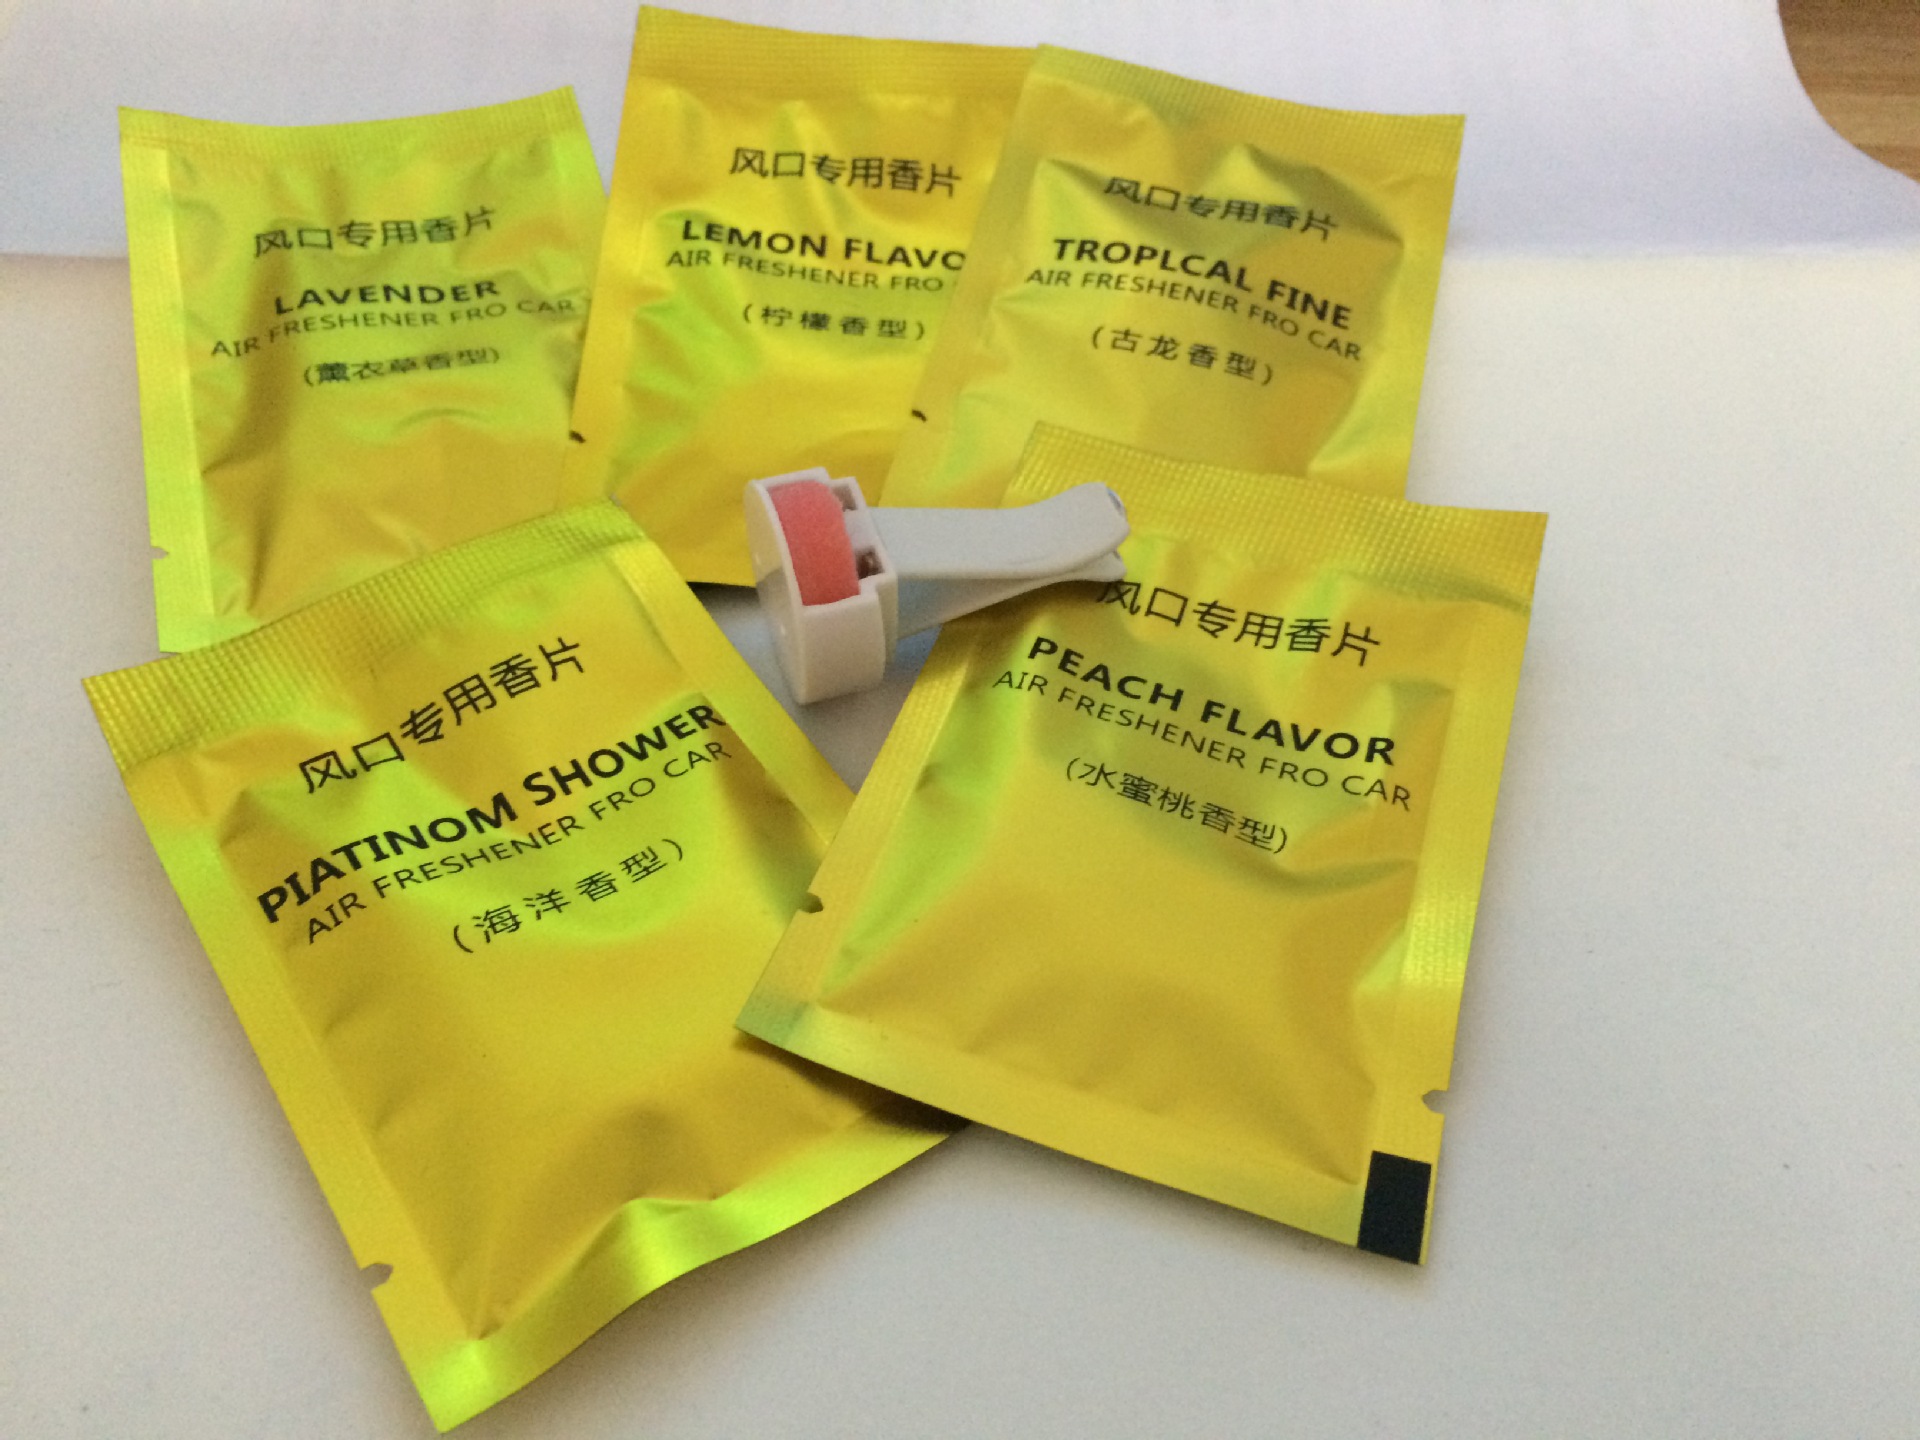 风口专用香片
LAVENDER
AIR FRESHENER FRO CAR
(薰衣草香型)
风口专用香片
LEMON FLAVO
AIR FRESHENER FRO
(柠檬香型)
风口专用香片
TROPLCAL FINE
AIR FRESHENER FRO CAR
(古龙香型)
风口专用香片
PIATINOM SHOWER
AIR FRESHENER FRO CAR
(海洋香型)
风口专用香片
PEACH FLAVOR
AIR FRESHENER FRO CAR
(水蜜桃香型)